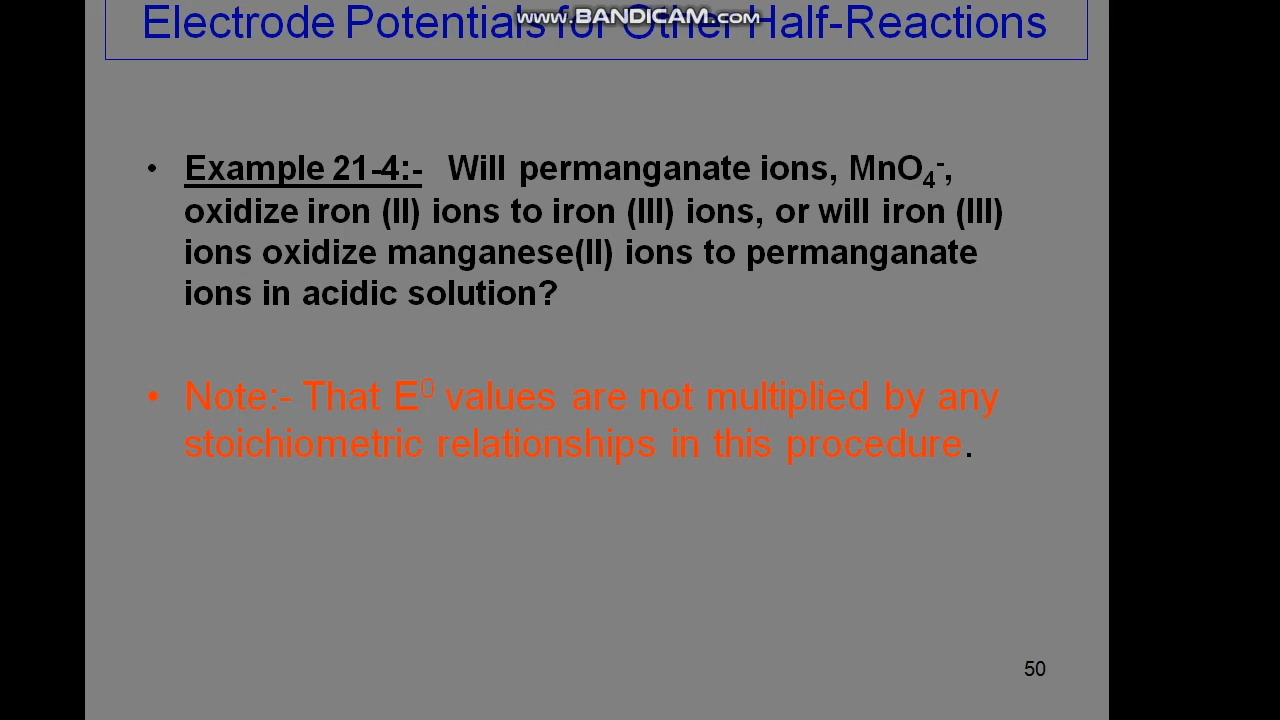 www.BANDICAM.com
Electrode Potentials for Other Half-Reactions
• Example 21-4:- Will permanganate ions, MnO₄⁻,
oxidize iron (II) ions to iron (III) ions, or will iron (III)
ions oxidize manganese(II) ions to permanganate
ions in acidic solution?
• Note:- That E⁰ values are not multiplied by any
stoichiometric relationships in this procedure.
50